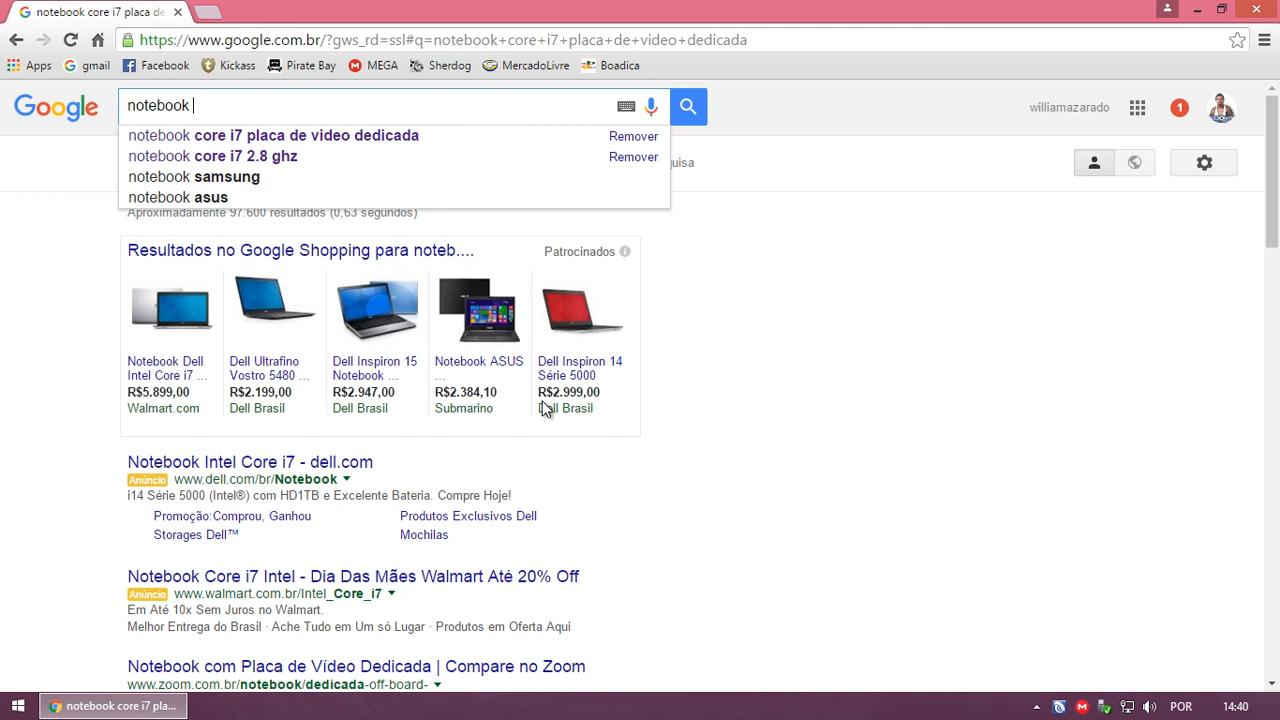 notebook core i7 placa de
https://www.google.com.br/?gws_rd=ssl#q=notebook+core+i7+placa+de+video+dedicada
Apps gmail Facebook Kickass Pirate Bay MEGA Sherdog MercadoLivre Boadica
Google notebook williamazarado 1
notebook core i7 placa de video dedicada Remover
notebook core i7 2.8 ghz Remover
notebook samsung
notebook asus
uisa
Aproximadamente 97.600 resultados (0,63 segundos)
Resultados no Google Shopping para noteb.... Patrocinados
Notebook Dell Intel Core i7 ...
R$5.899,00
Walmart.com
Dell Ultrafino Vostro 5480 ...
R$2.199,00
Dell Brasil
Dell Inspiron 15 Notebook ...
R$2.947,00
Dell Brasil
Notebook ASUS ...
R$2.384,10
Submarino
Dell Inspiron 14 Série 5000
R$2.999,00
Dell Brasil
Notebook Intel Core i7 - dell.com
Anúncio www.dell.com/br/Notebook
i14 Série 5000 (Intel®) com HD1TB e Excelente Bateria. Compre Hoje!
Promoção:Comprou, Ganhou Produtos Exclusivos Dell
Storages Dell™ Mochilas
Notebook Core i7 Intel - Dia Das Mães Walmart Até 20% Off
Anúncio www.walmart.com.br/Intel_Core_i7
Em Até 10x Sem Juros no Walmart.
Melhor Entrega do Brasil · Ache Tudo em Um só Lugar · Produtos em Oferta Aqui
Notebook com Placa de Vídeo Dedicada | Compare no Zoom
www.zoom.com.br/notebook/dedicada-off-board-
notebook core i7 pla... POR 14:40